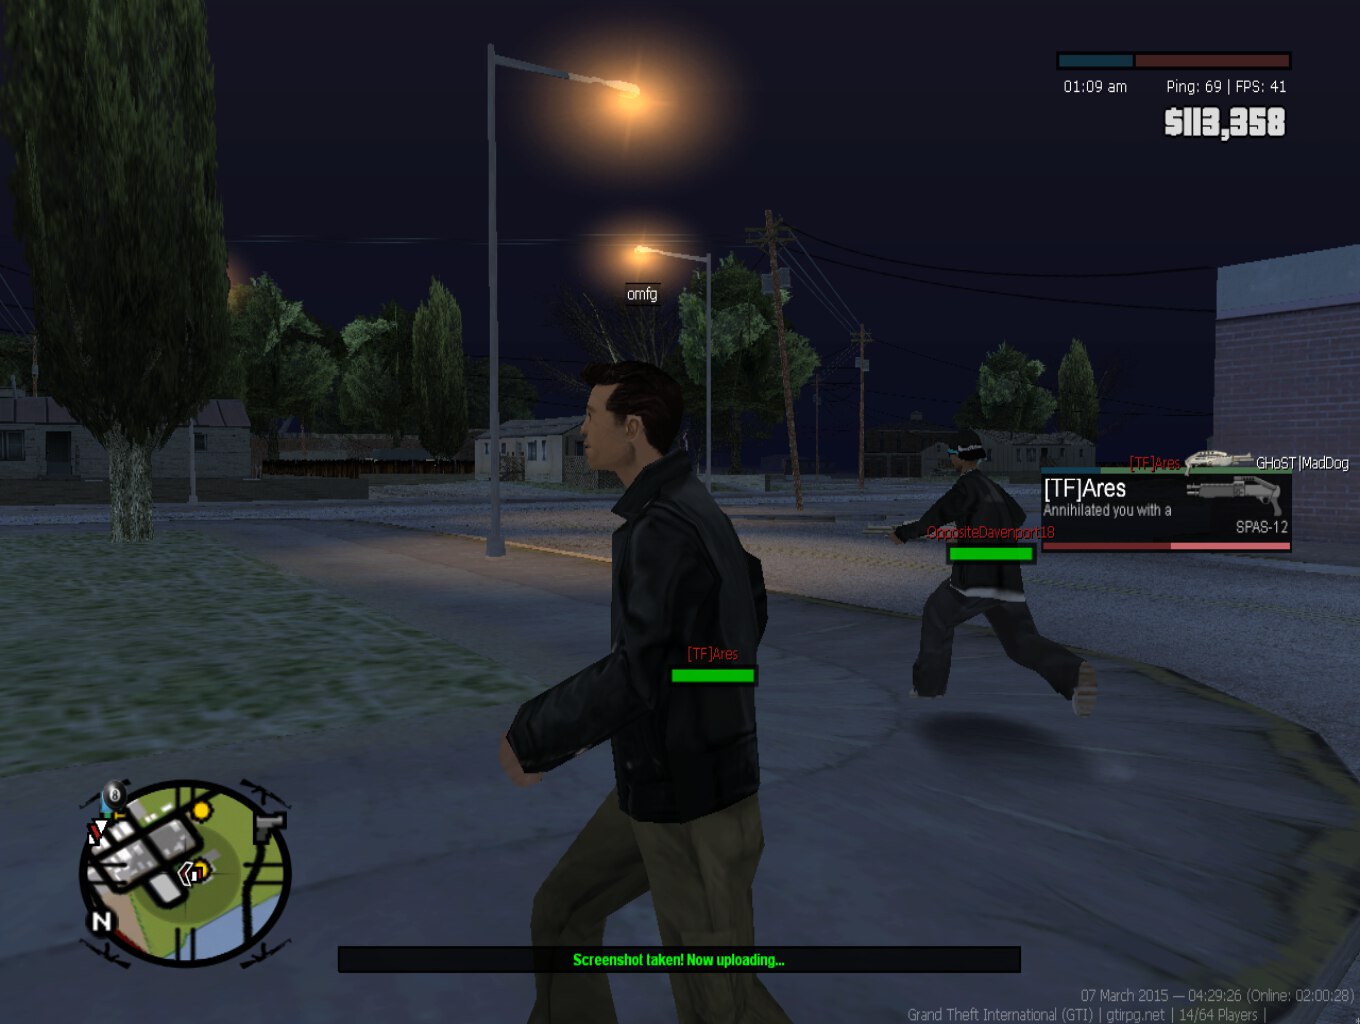 01:09 am
Ping: 69 | FPS: 41
$113,358
omfg
[TF]Ares
GHoST|MadDog
[TF]Ares
Annihilated you with a
SPAS-12
OppositeDavenport18
[TF]Ares
8
N
Screenshot taken! Now uploading...
07 March 2015 — 04:29:26 (Online: 02:00:28)
Grand Theft International (GTI) | gtirpg.net | 14/64 Players |